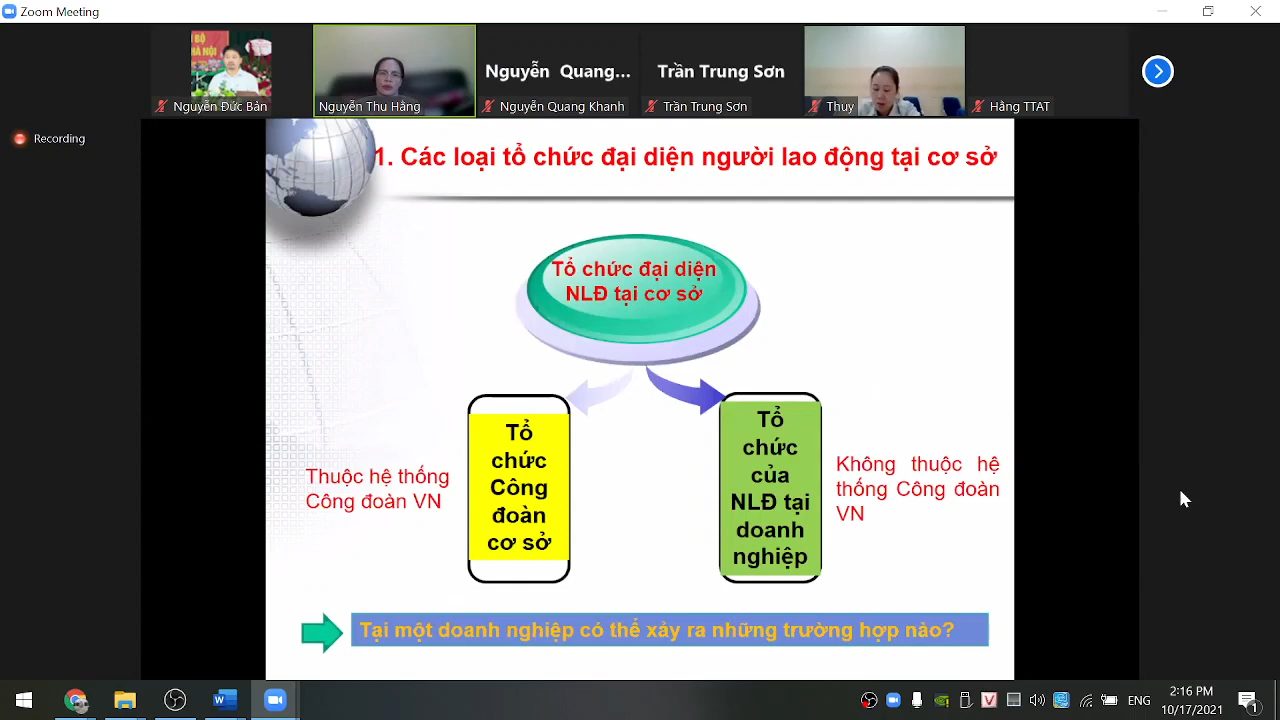 Zoom Meeting
BỘ
HÀ NỘI
Nguyễn Quang...
Trần Trung Sơn
Nguyễn Đức Bản
Nguyễn Thu Hằng
Nguyễn Quang Khanh
Trần Trung Sơn
Thuy
Hằng TTAT
Recording
1. Các loại tổ chức đại diện người lao động tại cơ sở
Tổ chức đại diện
NLĐ tại cơ sở
Thuộc hệ thống
Công đoàn VN
Tổ
chức
Công
đoàn
cơ sở
Tổ
chức
của
NLĐ tại
doanh
nghiệp
Không thuộc hệ
thống Công đoàn
VN
Tại một doanh nghiệp có thể xảy ra những trường hợp nào?
ENG
2:16 PM
10/17/2021
1